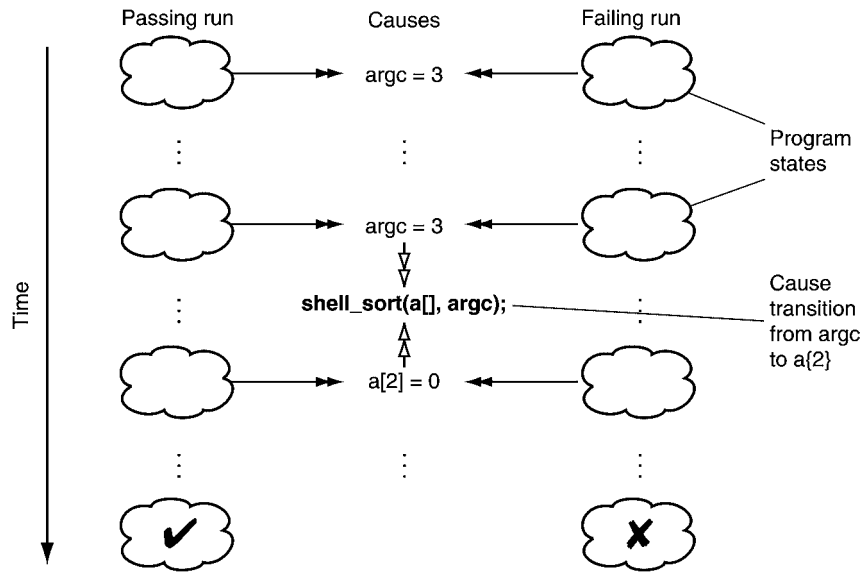 Passing run
Causes
Failing run
argc = 3
Program
states
argc = 3
Time
shell_sort(a[], argc);
Cause
transition
from argc
to a{2}
a[2] = 0